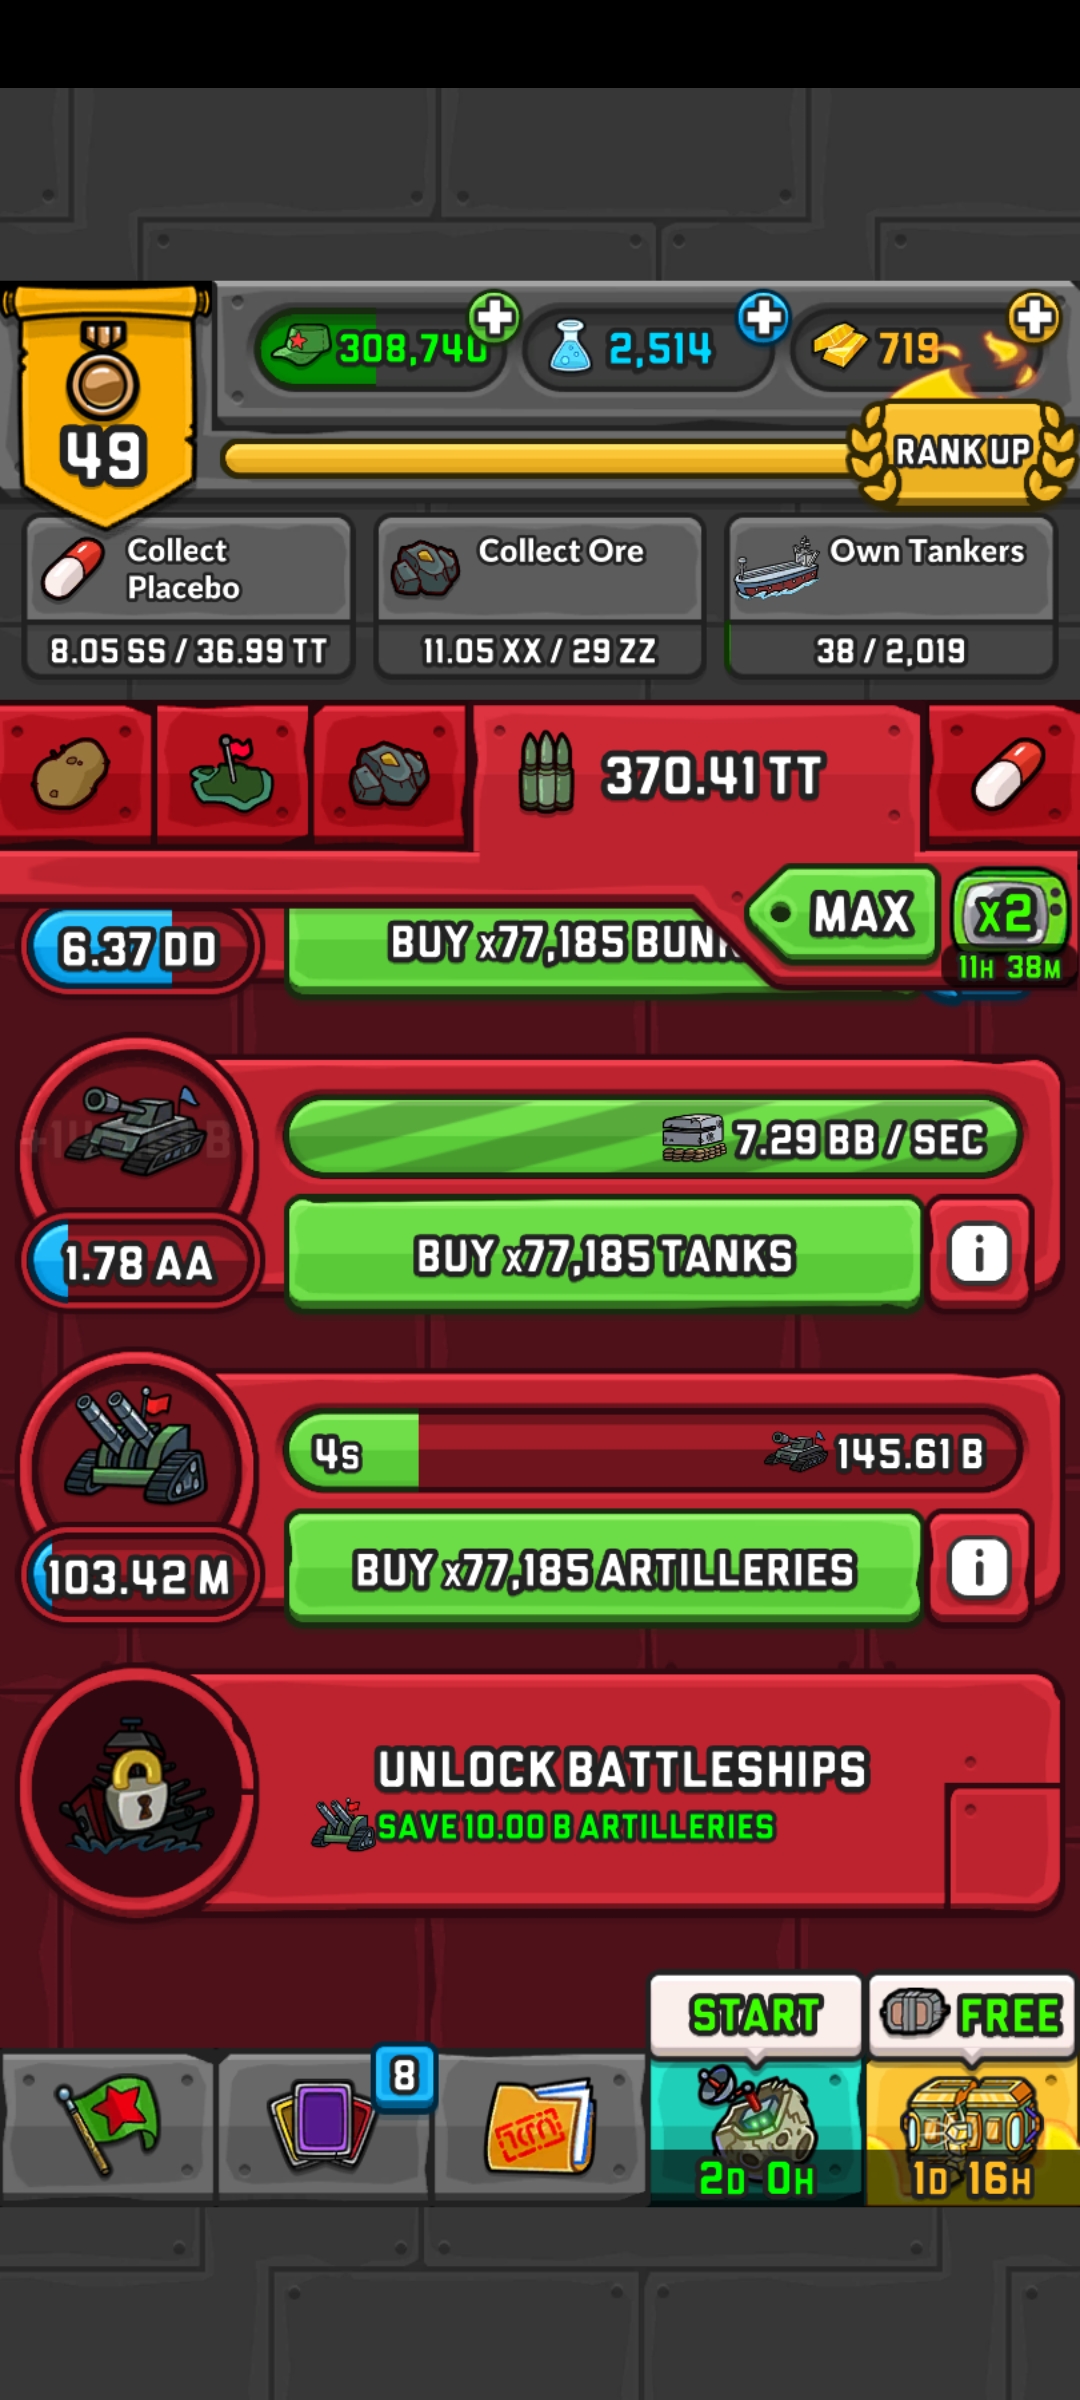 308,740
2,514
719
49
RANK UP
Collect
Placebo
8.05 SS / 36.99 TT
Collect Ore
11.05 XX / 29 ZZ
Own Tankers
38 / 2,019
370.41 TT
MAX
x2
11H 38M
6.37 DD
BUY x77,185
7.29 BB / SEC
1.78 AA
BUY x77,185 TANKS
i
4s
145.61 B
103.42 M
BUY x77,185 ARTILLERIES
i
UNLOCK BATTLESHIPS
SAVE 10.00 B ARTILLERIES
START
FREE
8
2D 0H
1D 16H